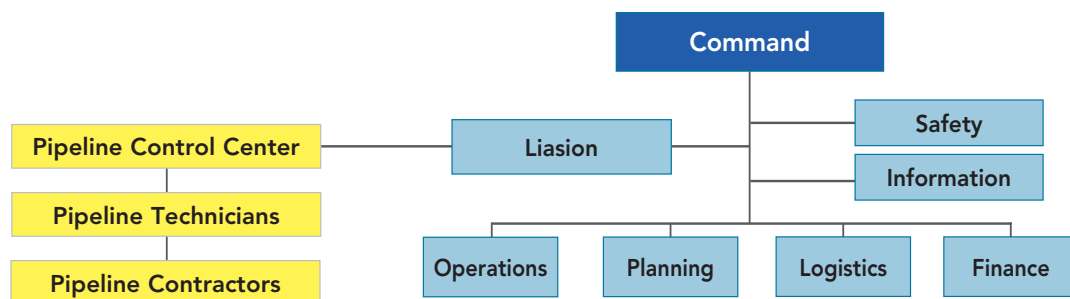 Command
Safety
Pipeline Control Center
Liasion
Information
Pipeline Technicians
Operations
Planning
Logistics
Finance
Pipeline Contractors